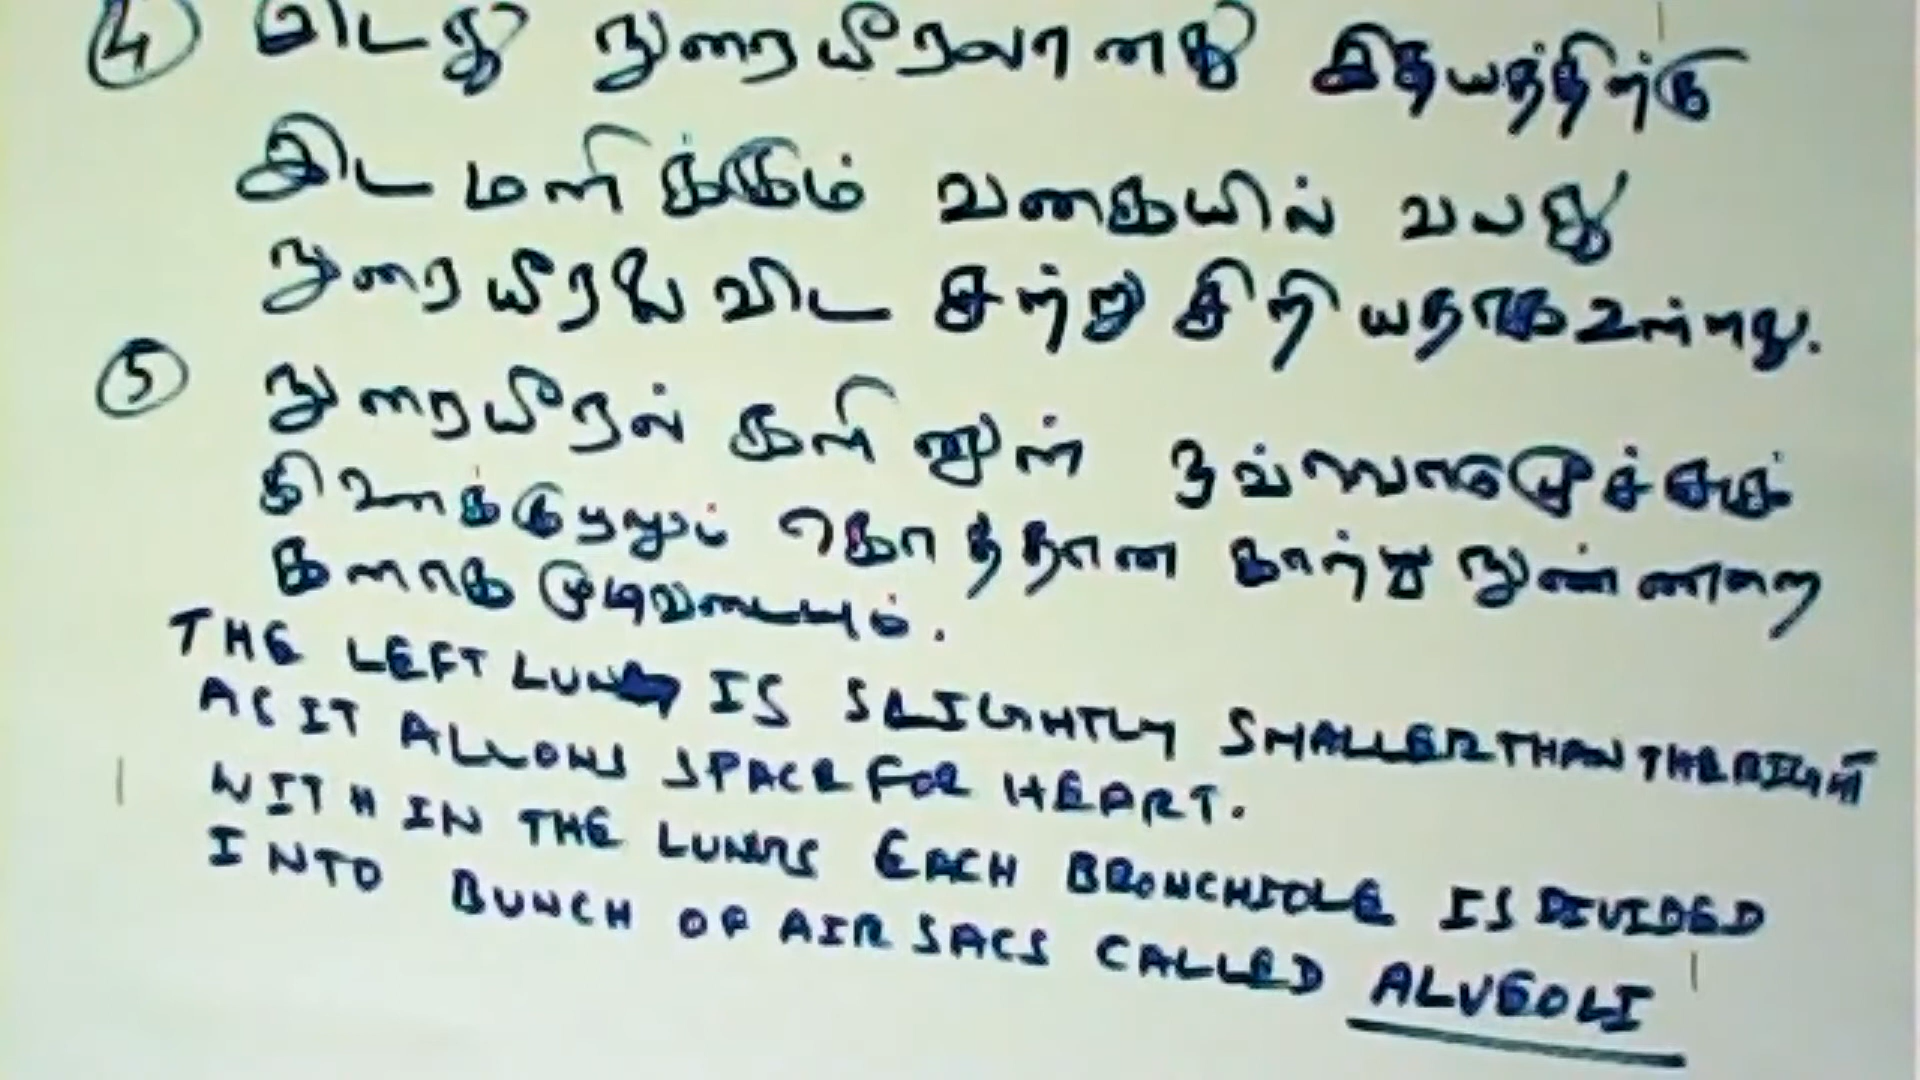 ④ இடது நுரையீரலானது இதயத்திற்கு
இடமளிக்கும் வகையில் வலது
நுரையீரலை விட சற்று சிறியதாக உள்ளது.
⑤ நுரையீரல்களினுள் ஒவ்வொரு மூச்சுக்
கிளைக்குழலும் கொத்தான காற்று நுண்ணறை
களாக முடிவடையும்.
THE LEFT LUNG IS SLIGHTLY SMALLER THAN THE RIGHT
AS IT ALLOWS SPACE FOR HEART.
WITH IN THE LUNGS EACH BRONCHIOLE IS DIVIDED
INTO BUNCH OF AIR SACS CALLED ALVEOLI